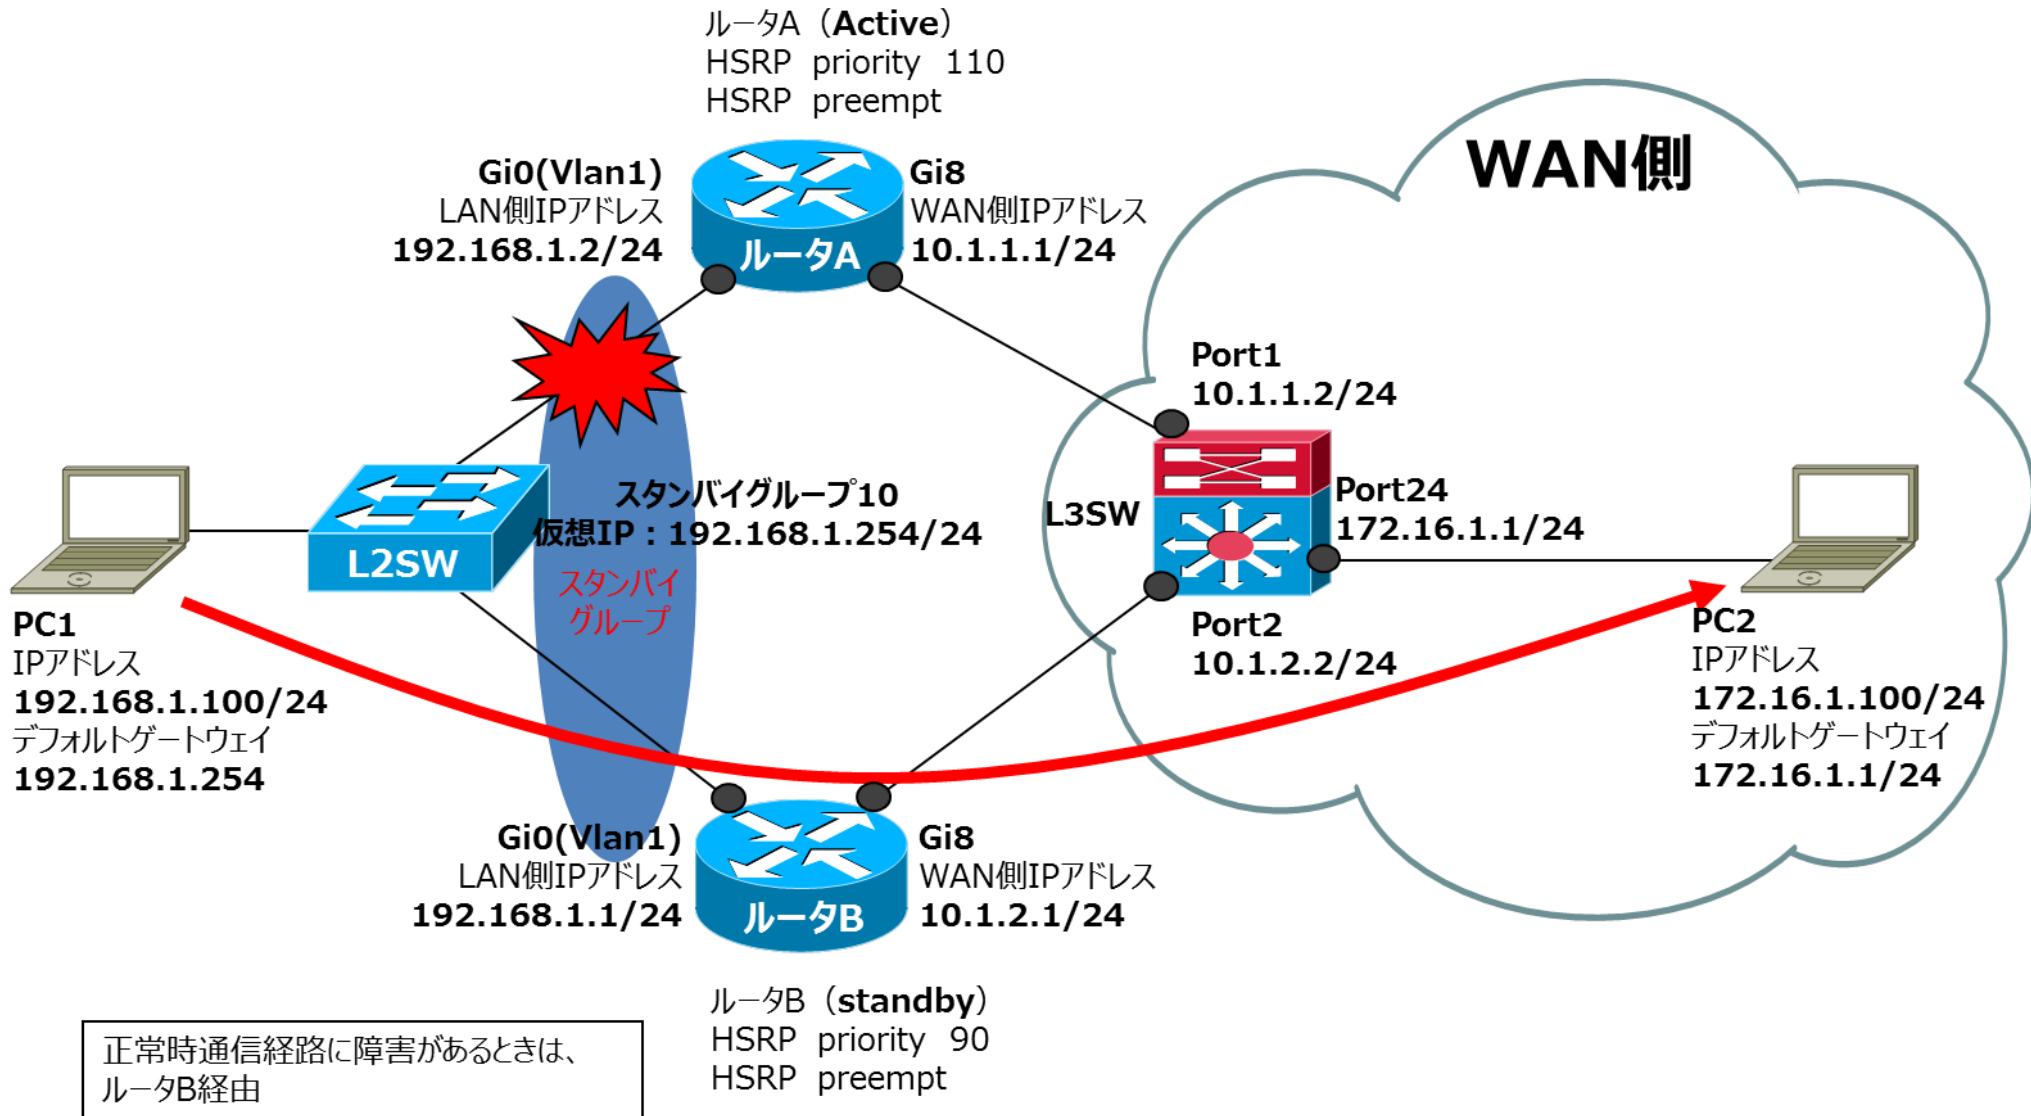 ルータA（Active）
HSRP priority 110
HSRP preempt
WAN側
Gi0(Vlan1)
LAN側IPアドレス
192.168.1.2/24
Gi8
WAN側IPアドレス
10.1.1.1/24
ルータA
Port1
10.1.1.2/24
スタンバイグループ10
仮想IP：192.168.1.254/24
スタンバイ
グループ
L2SW
L3SW
Port24
172.16.1.1/24
Port2
10.1.2.2/24
PC1
IPアドレス
192.168.1.100/24
デフォルトゲートウェイ
192.168.1.254
PC2
IPアドレス
172.16.1.100/24
デフォルトゲートウェイ
172.16.1.1/24
Gi0(Vlan1)
LAN側IPアドレス
192.168.1.1/24
Gi8
WAN側IPアドレス
10.1.2.1/24
ルータB
ルータB（standby）
HSRP priority 90
HSRP preempt
正常時通信経路に障害があるときは、
ルータB経由